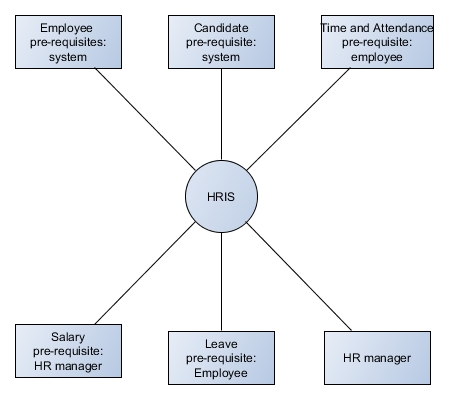 Employee
pre-requisites:
system
Candidate
pre-requisite:
system
Time and Attendance
pre-requisite:
employee
HRIS
Salary
pre-requisite:
HR manager
Leave
pre-requisite:
Employee
HR manager